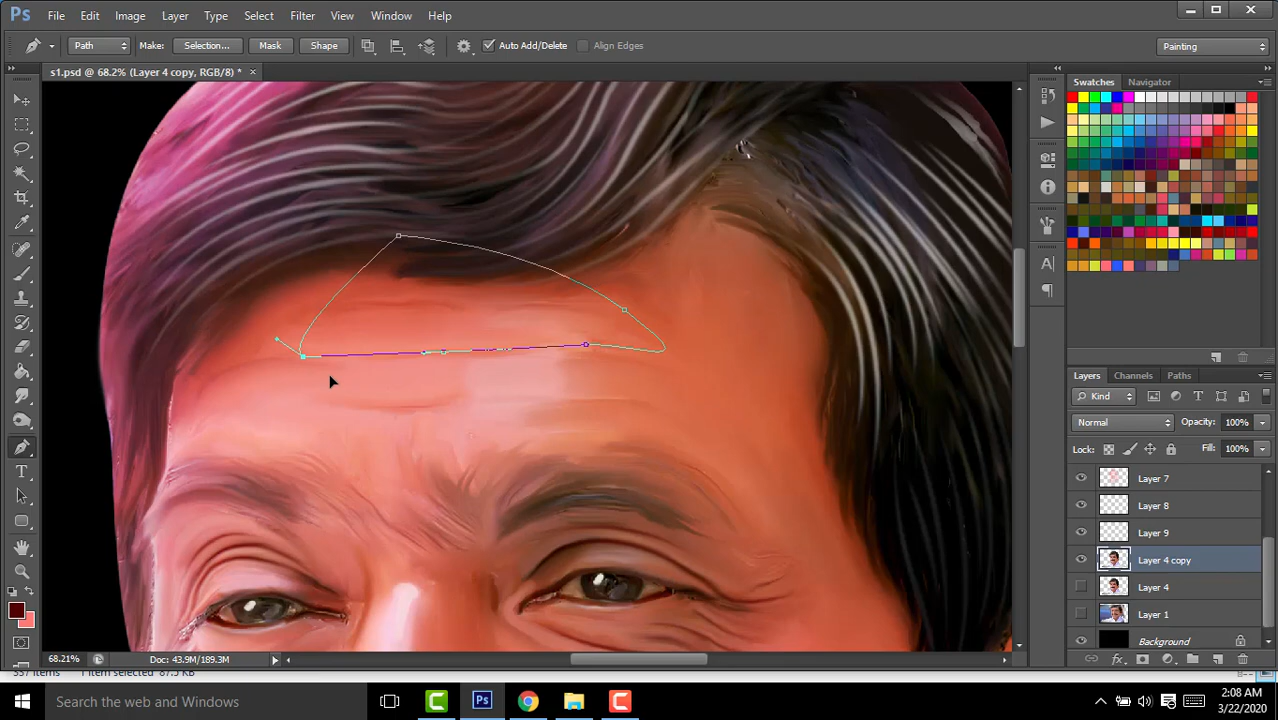 Ps File Edit Image Layer Type Select Filter View Window Help
Path Make: Selection... Mask Shape Auto Add/Delete Align Edges Painting
s1.psd @ 68.2% (Layer 4 copy, RGB/8) *
Swatches Navigator
Layers Channels Paths
Kind
Normal Opacity: 100%
Lock: Fill: 100%
Layer 7
Layer 8
Layer 9
Layer 4 copy
Layer 4
Layer 1
Background
68.21% Doc: 43.9M/189.3M
Search the web and Windows
2:08 AM
3/22/2020